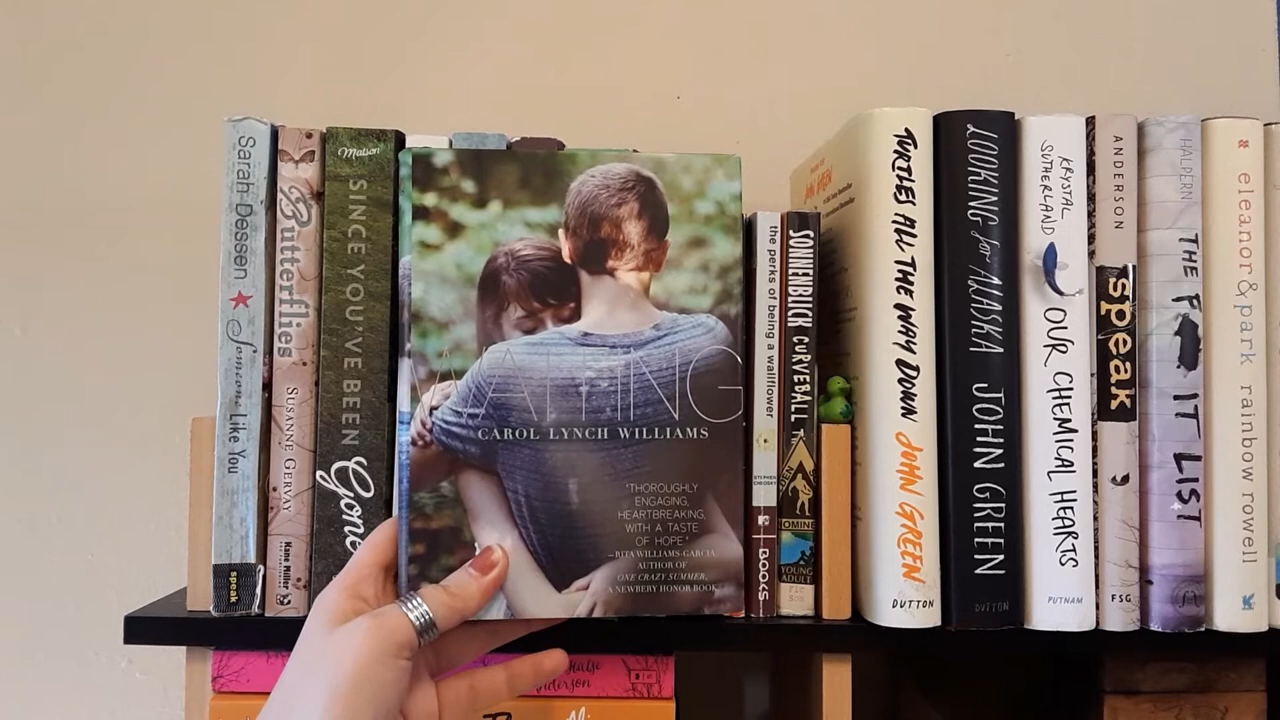 Sarah Dessen Someone Like You
speak
Butterflies SUSANNE GERVAY Kane Miller
Matson SINCE YOU'VE BEEN Gone
WAITING
CAROL LYNCH WILLIAMS
"THOROUGHLY
ENGAGING,
HEARTBREAKING,
WITH A TASTE
OF HOPE."
—RITA WILLIAMS-GARCIA,
AUTHOR OF
ONE CRAZY SUMMER,
A NEWBERY HONOR BOOK
the perks of being a wallflower
STEPHEN
CHBOSKY
BOOKS
SONNENBLICK CURVEBALL
YOUNG
ADULT
JOHN GREEN
TURTLES ALL THE WAY DOWN JOHN GREEN
DUTTON
LOOKING for ALASKA JOHN GREEN
DUTTON
KRYSTAL
SUTHERLAND
OUR CHEMICAL HEARTS
PUTNAM
ANDERSON speak
FSG
HALPERN THE F IT LIST
eleanor & park rainbow rowell
Anderson